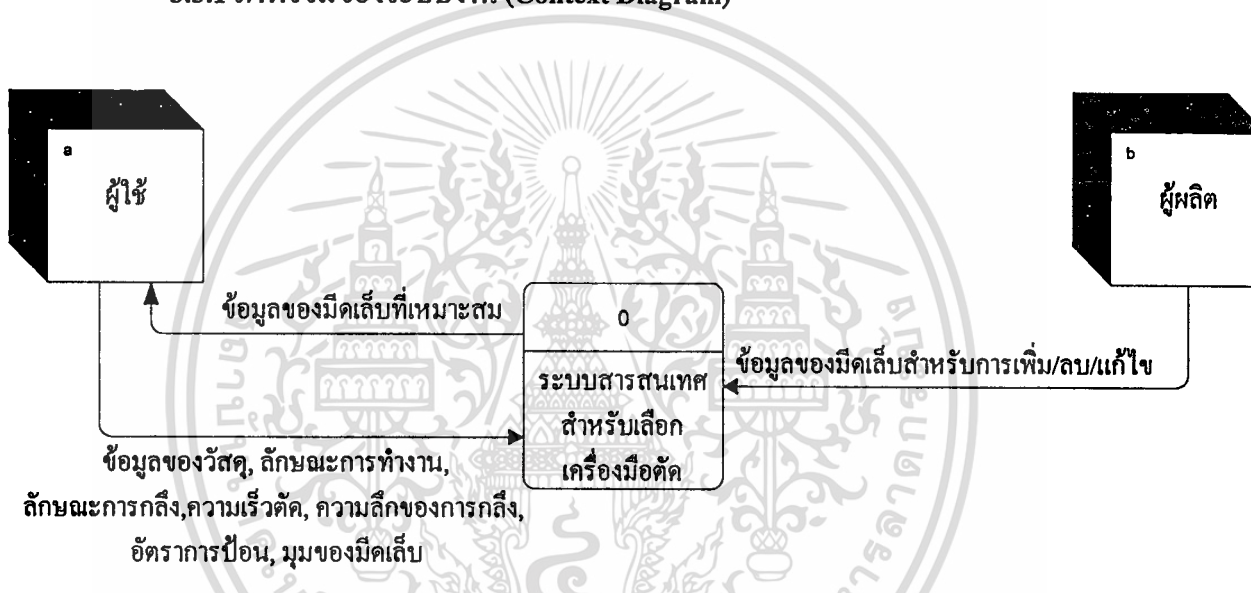 (Context Diagram)
a
ผู้ใช้
b
ผู้ผลิต
ข้อมูลของมีดเล็บที่เหมาะสม
0
ระบบสารสนเทศ
สำหรับเลือก
เครื่องมือตัด
ข้อมูลของมีดเล็บสำหรับการเพิ่ม/ลบ/แก้ไข
ข้อมูลของวัสดุ, ลักษณะการทำงาน,
ลักษณะการกลึง,ความเร็วตัด, ความลึกของการกลึง,
อัตราการป้อน, มุมของมีดเล็บ